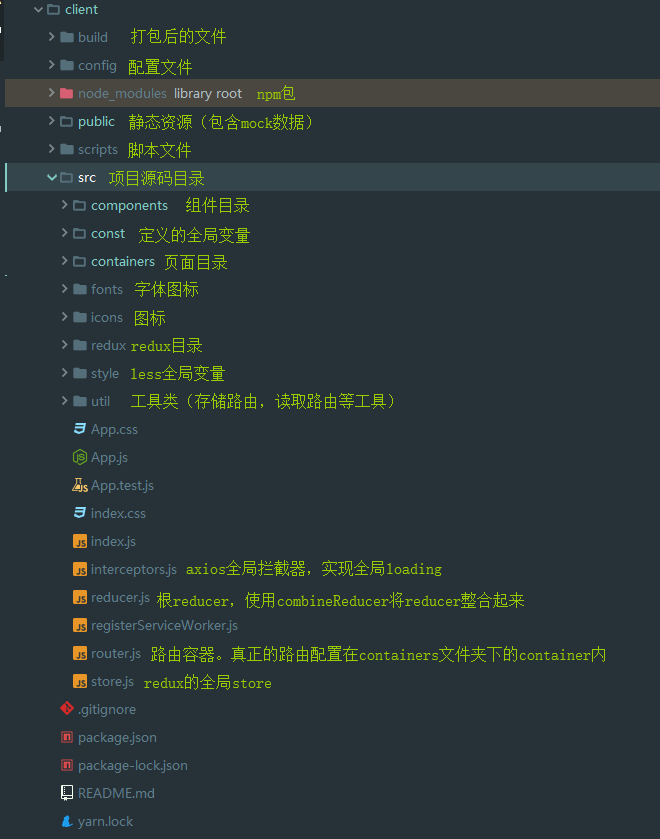 client
build 打包后的文件
config 配置文件
node_modules library root npm包
public 静态资源（包含mock数据）
scripts 脚本文件
src 项目源码目录
components 组件目录
const 定义的全局变量
containers 页面目录
fonts 字体图标
icons 图标
redux redux目录
style less全局变量
util 工具类（存储路由，读取路由等工具）
App.css
App.js
App.test.js
index.css
index.js
interceptors.js axios全局拦截器，实现全局loading
reducer.js 根reducer，使用combineReducer将reducer整合起来
registerServiceWorker.js
router.js 路由容器。真正的路由配置在containers文件夹下的container内
store.js redux的全局store
.gitignore
package.json
package-lock.json
README.md
yarn.lock